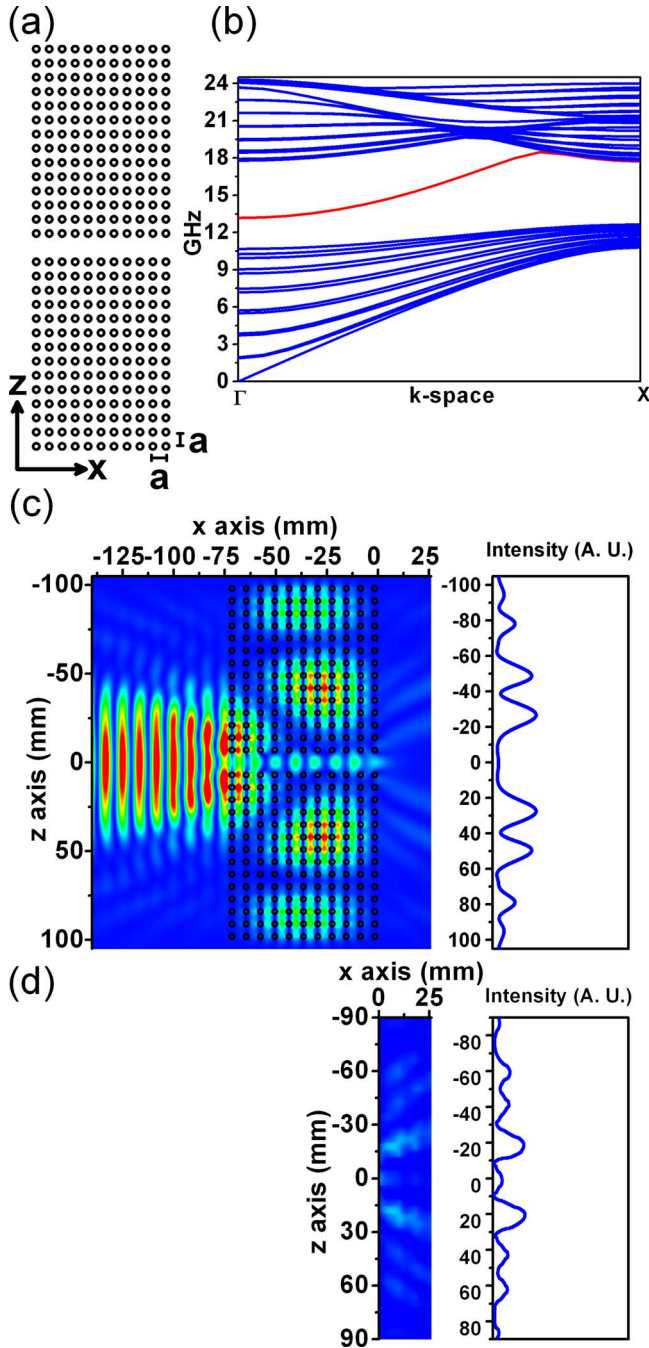 (a)
z
x
a
a
(b)
24
21
18
15
12
9
6
3
0
GHz
Γ
k-space
X
(c)
x axis (mm)
-125 -100 -75 -50 -25 0 25
-100
-50
0
50
100
z axis (mm)
Intensity (A. U.)
-100
-80
-60
-40
-20
0
20
40
60
80
100
(d)
x axis (mm)
0 25
-90
-60
-30
0
30
60
90
z axis (mm)
Intensity (A. U.)
-80
-60
-40
-20
0
20
40
60
80